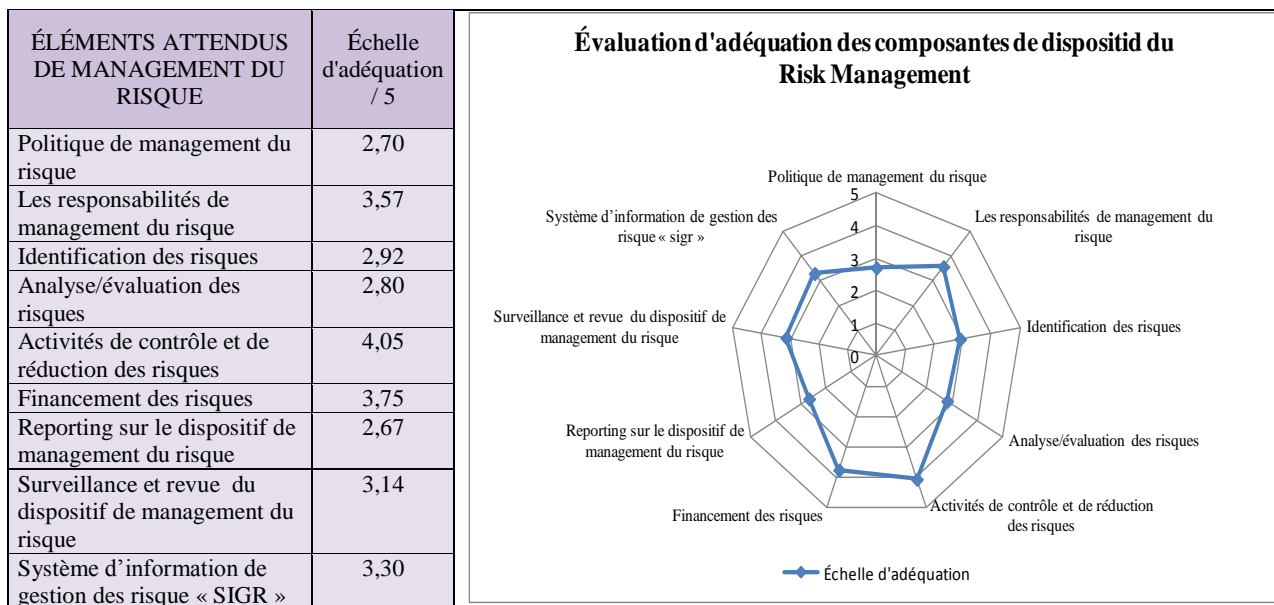 ÉLÉMENTS ATTENDUS
DE MANAGEMENT DU
RISQUE
Échelle
d'adéquation
/ 5
Politique de management du
risque
2,70
Les responsabilités de
management du risque
3,57
Identification des risques
2,92
Analyse/évaluation des
risques
2,80
Activités de contrôle et de
réduction des risques
4,05
Financement des risques
3,75
Reporting sur le dispositif de
management du risque
2,67
Surveillance et revue du
dispositif de management du
risque
3,14
Système d’information de
gestion des risque « SIGR »
3,30
Évaluation d'adéquation des composantes de dispositid du
Risk Management
Politique de management du risque
Les responsabilités de management du
risque
Identification des risques
Analyse/évaluation des risques
Activités de contrôle et de réduction
des risques
Financement des risques
Reporting sur le dispositif de
management du risque
Surveillance et revue du dispositif de
management du risque
Système d’information de gestion des
risque « sigr »
5
4
3
2
1
0
Échelle d'adéquation